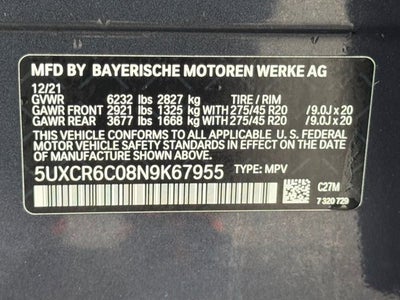 MFD BY BAYERISCHE MOTOREN WERKE AG
12/21
GVWR 6232 lbs 2827 kg TIRE / RIM
GAWR FRONT 2921 lbs 1325 kg WITH 275/45 R20 /9.0J x 20
GAWR REAR 3677 lbs 1668 kg WITH 275/45 R20 /9.0J x 20
THIS VEHICLE CONFORMS TO ALL APPLICABLE U. S. FEDERAL
MOTOR VEHICLE SAFETY STANDARDS IN EFFECT ON THE
DATE OF MANUFACTURE SHOWN ABOVE.
5UXCR6C08N9K67955 TYPE: MPV
C27M
7 320 729